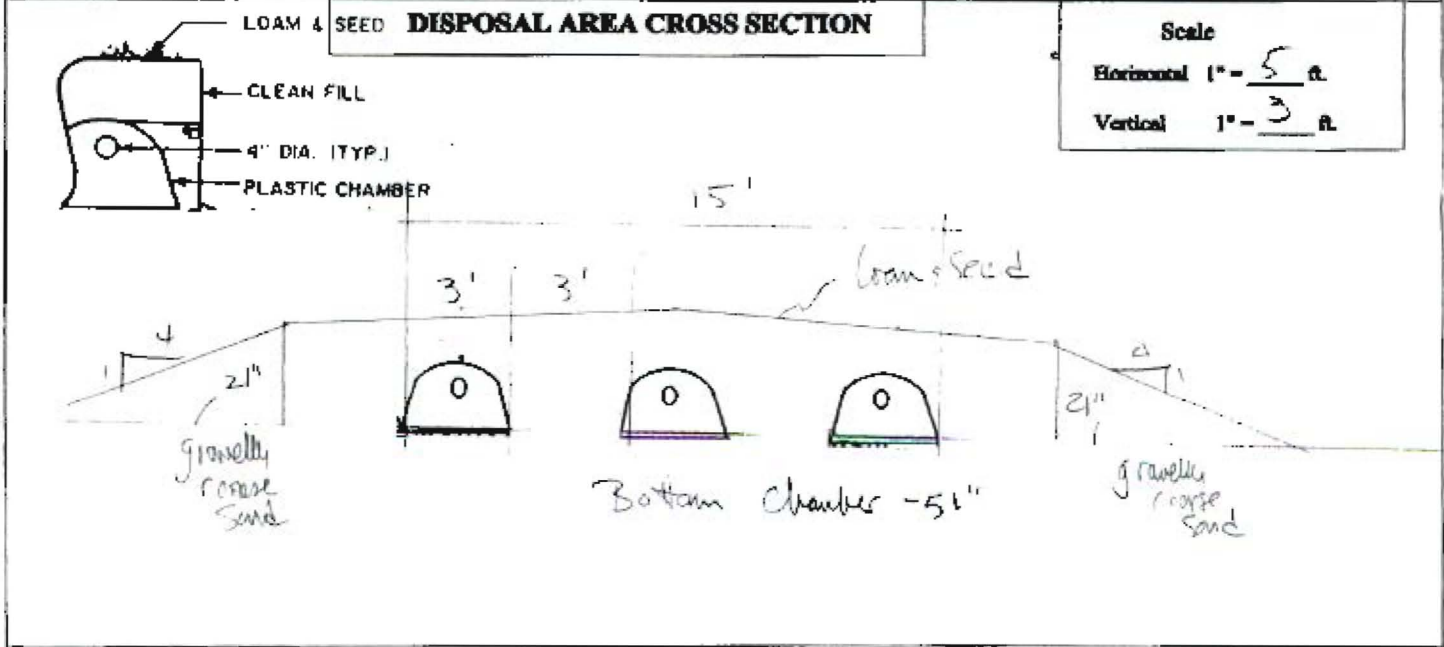 LOAM & SEED
DISPOSAL AREA CROSS SECTION
Scale
Horizontal 1" = 5 ft.
Vertical 1" = 3 ft.
CLEAN FILL
4" DIA. (TYP.)
PLASTIC CHAMBER
15'
3' 3'
loam & Seed
4
1
21"
gravelly
coarse
Sand
1
21"
gravelly
coarse
Sand
Bottom Chamber -51"